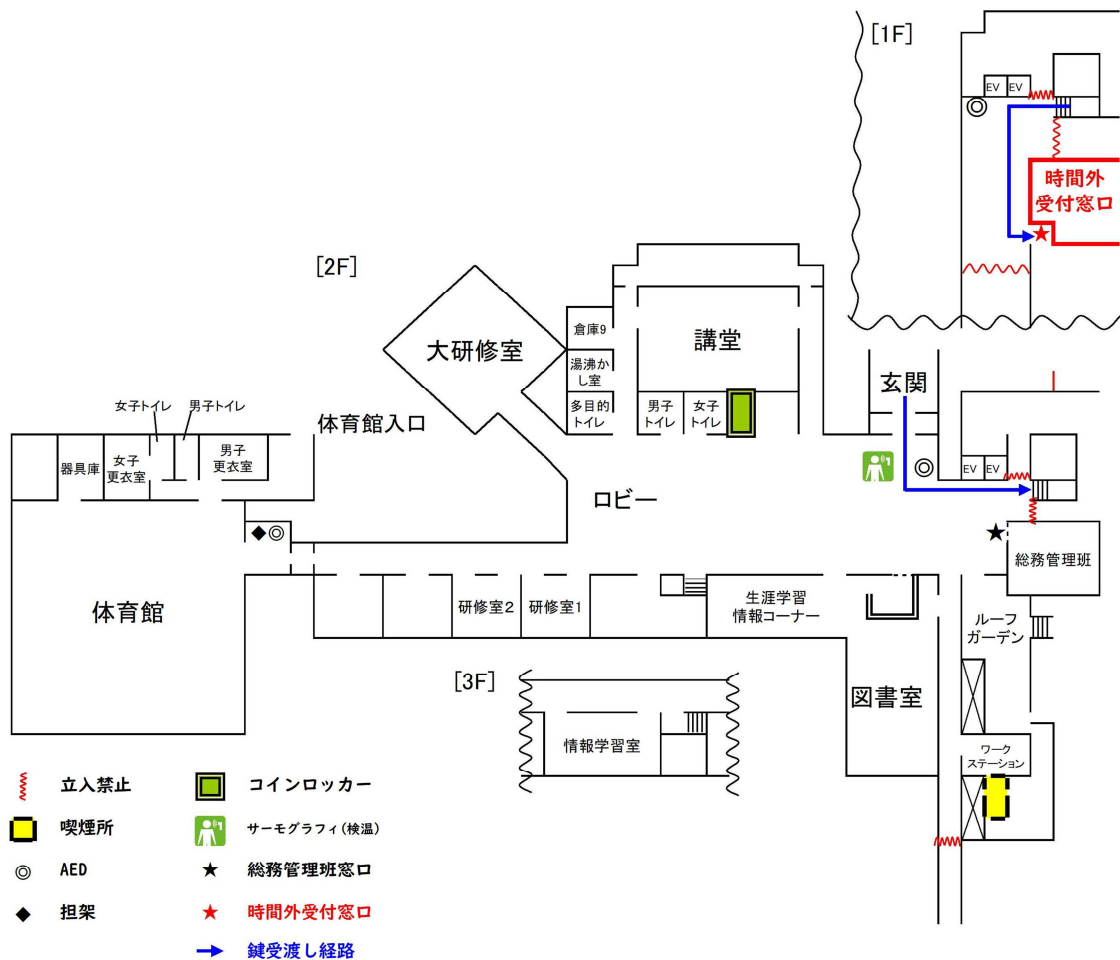 [1F]
EV EV
時間外
受付窓口
[2F]
大研修室
倉庫9
湯沸か
し室
多目的
トイレ
講堂
男子
トイレ
女子
トイレ
玄関
女子トイレ
男子トイレ
体育館入口
器具庫
女子
更衣室
男子
更衣室
EV EV
ロビー
総務管理班
体育館
研修室2
研修室1
生涯学習
情報コーナー
ルーフ
ガーデン
図書室
[3F]
情報学習室
ワーク
ステーション
立入禁止
喫煙所
AED
担架
コインロッカー
サーモグラフィ(検温)
総務管理班窓口
時間外受付窓口
鍵受渡し経路